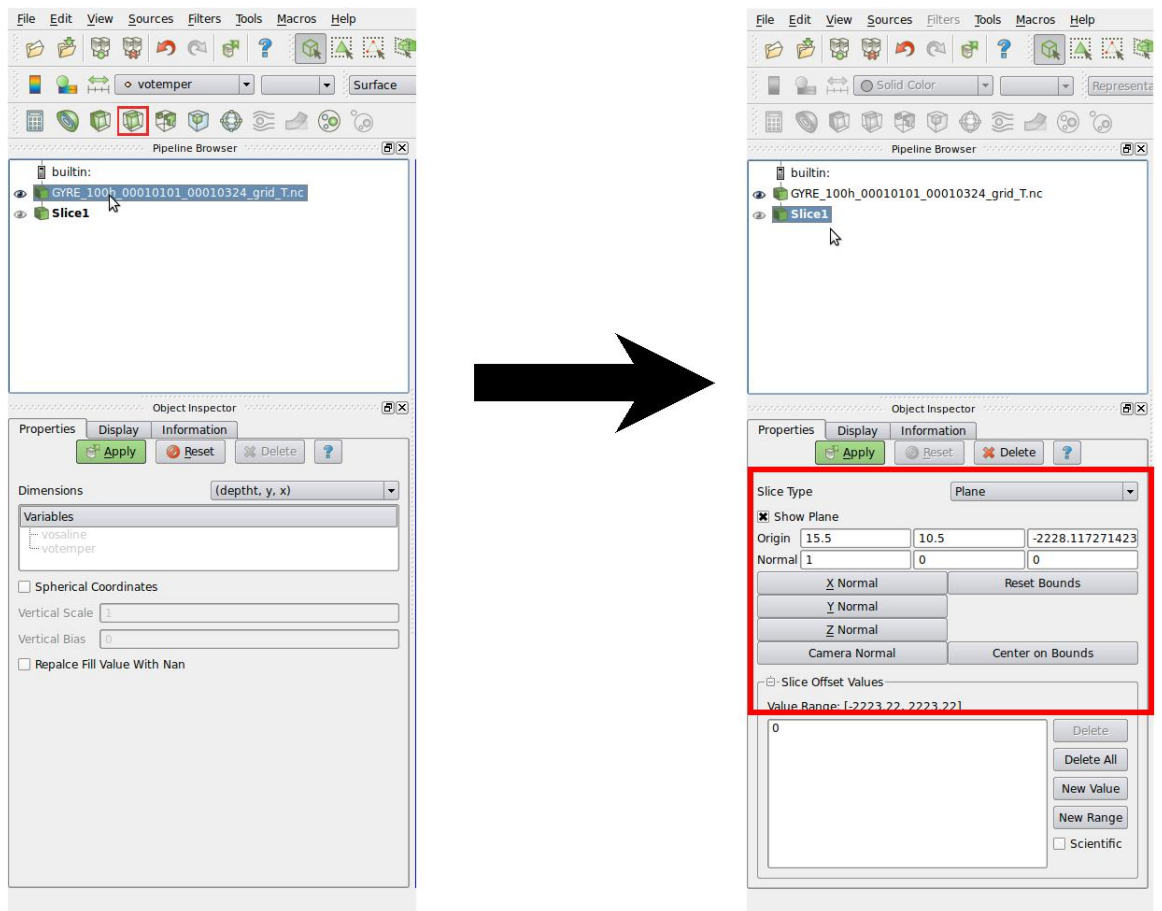 File Edit View Sources Filters Tools Macros Help
votemper
Surface
Pipeline Browser
builtin:
GYRE_100h_00010101_00010324_grid_T.nc
Slice1
Object Inspector
Properties Display Information
Apply Reset Delete ?
Dimensions (deptht, y, x)
Variables
vosaline
votemper
Spherical Coordinates
Vertical Scale 1
Vertical Bias 0
Repalce Fill Value With Nan
File Edit View Sources Filters Tools Macros Help
Solid Color
Representa
Pipeline Browser
builtin:
GYRE_100h_00010101_00010324_grid_T.nc
Slice1
Object Inspector
Properties Display Information
Apply Reset Delete ?
Slice Type Plane
Show Plane
Origin 15.5 10.5 -2228.117271423
Normal 1 0 0
X Normal Reset Bounds
Y Normal
Z Normal
Camera Normal Center on Bounds
Slice Offset Values
Value Range: [-2223.22, 2223.22]
0
Delete
Delete All
New Value
New Range
Scientific